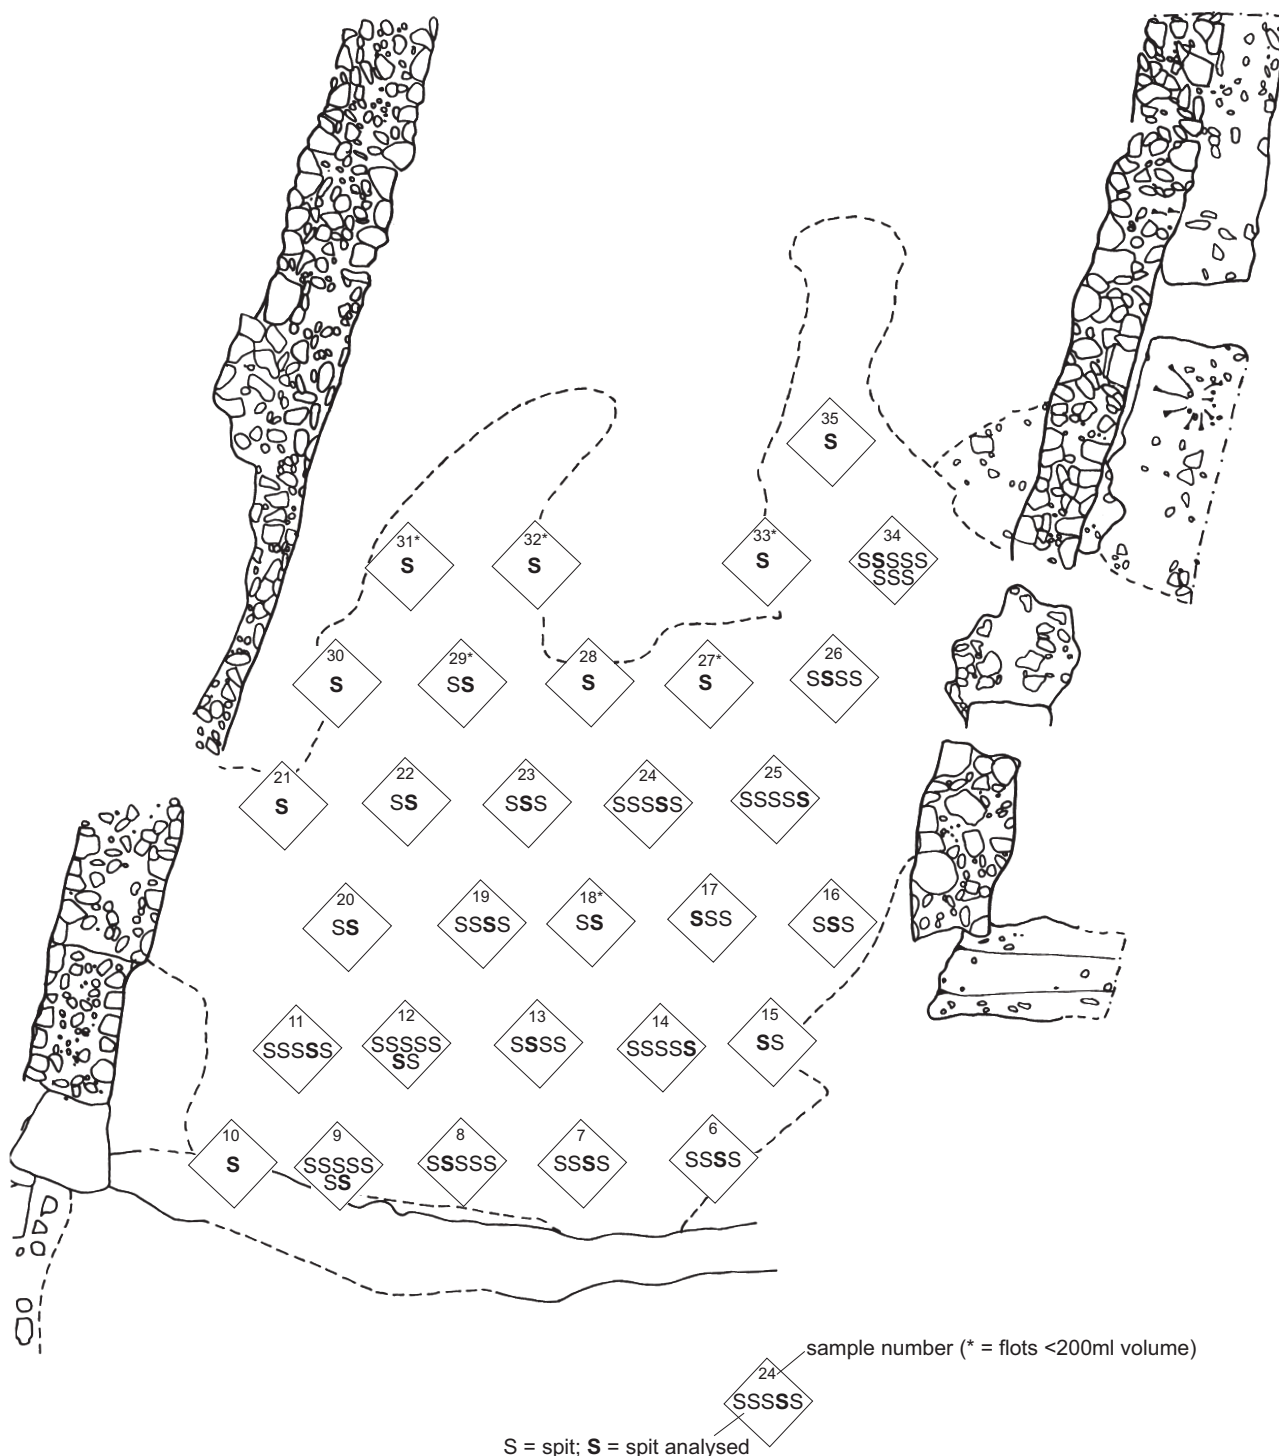 35
S
31*
S
32*
S
33*
S
34
SSSSS
SSS
30
S
29*
SS
28
S
27*
S
26
SSSS
21
S
22
SS
23
SSS
24
SSSSS
25
SSSSS
20
SS
19
SSSS
18*
SS
17
SSS
16
SSS
11
SSSSS
12
SSSSS
SS
13
SSSS
14
SSSSS
15
SS
10
S
9
SSSSS
SS
8
SSSSS
7
SSSS
6
SSSS
sample number (* = flots <200ml volume)
24
SSSSS
S = spit; S = spit analysed